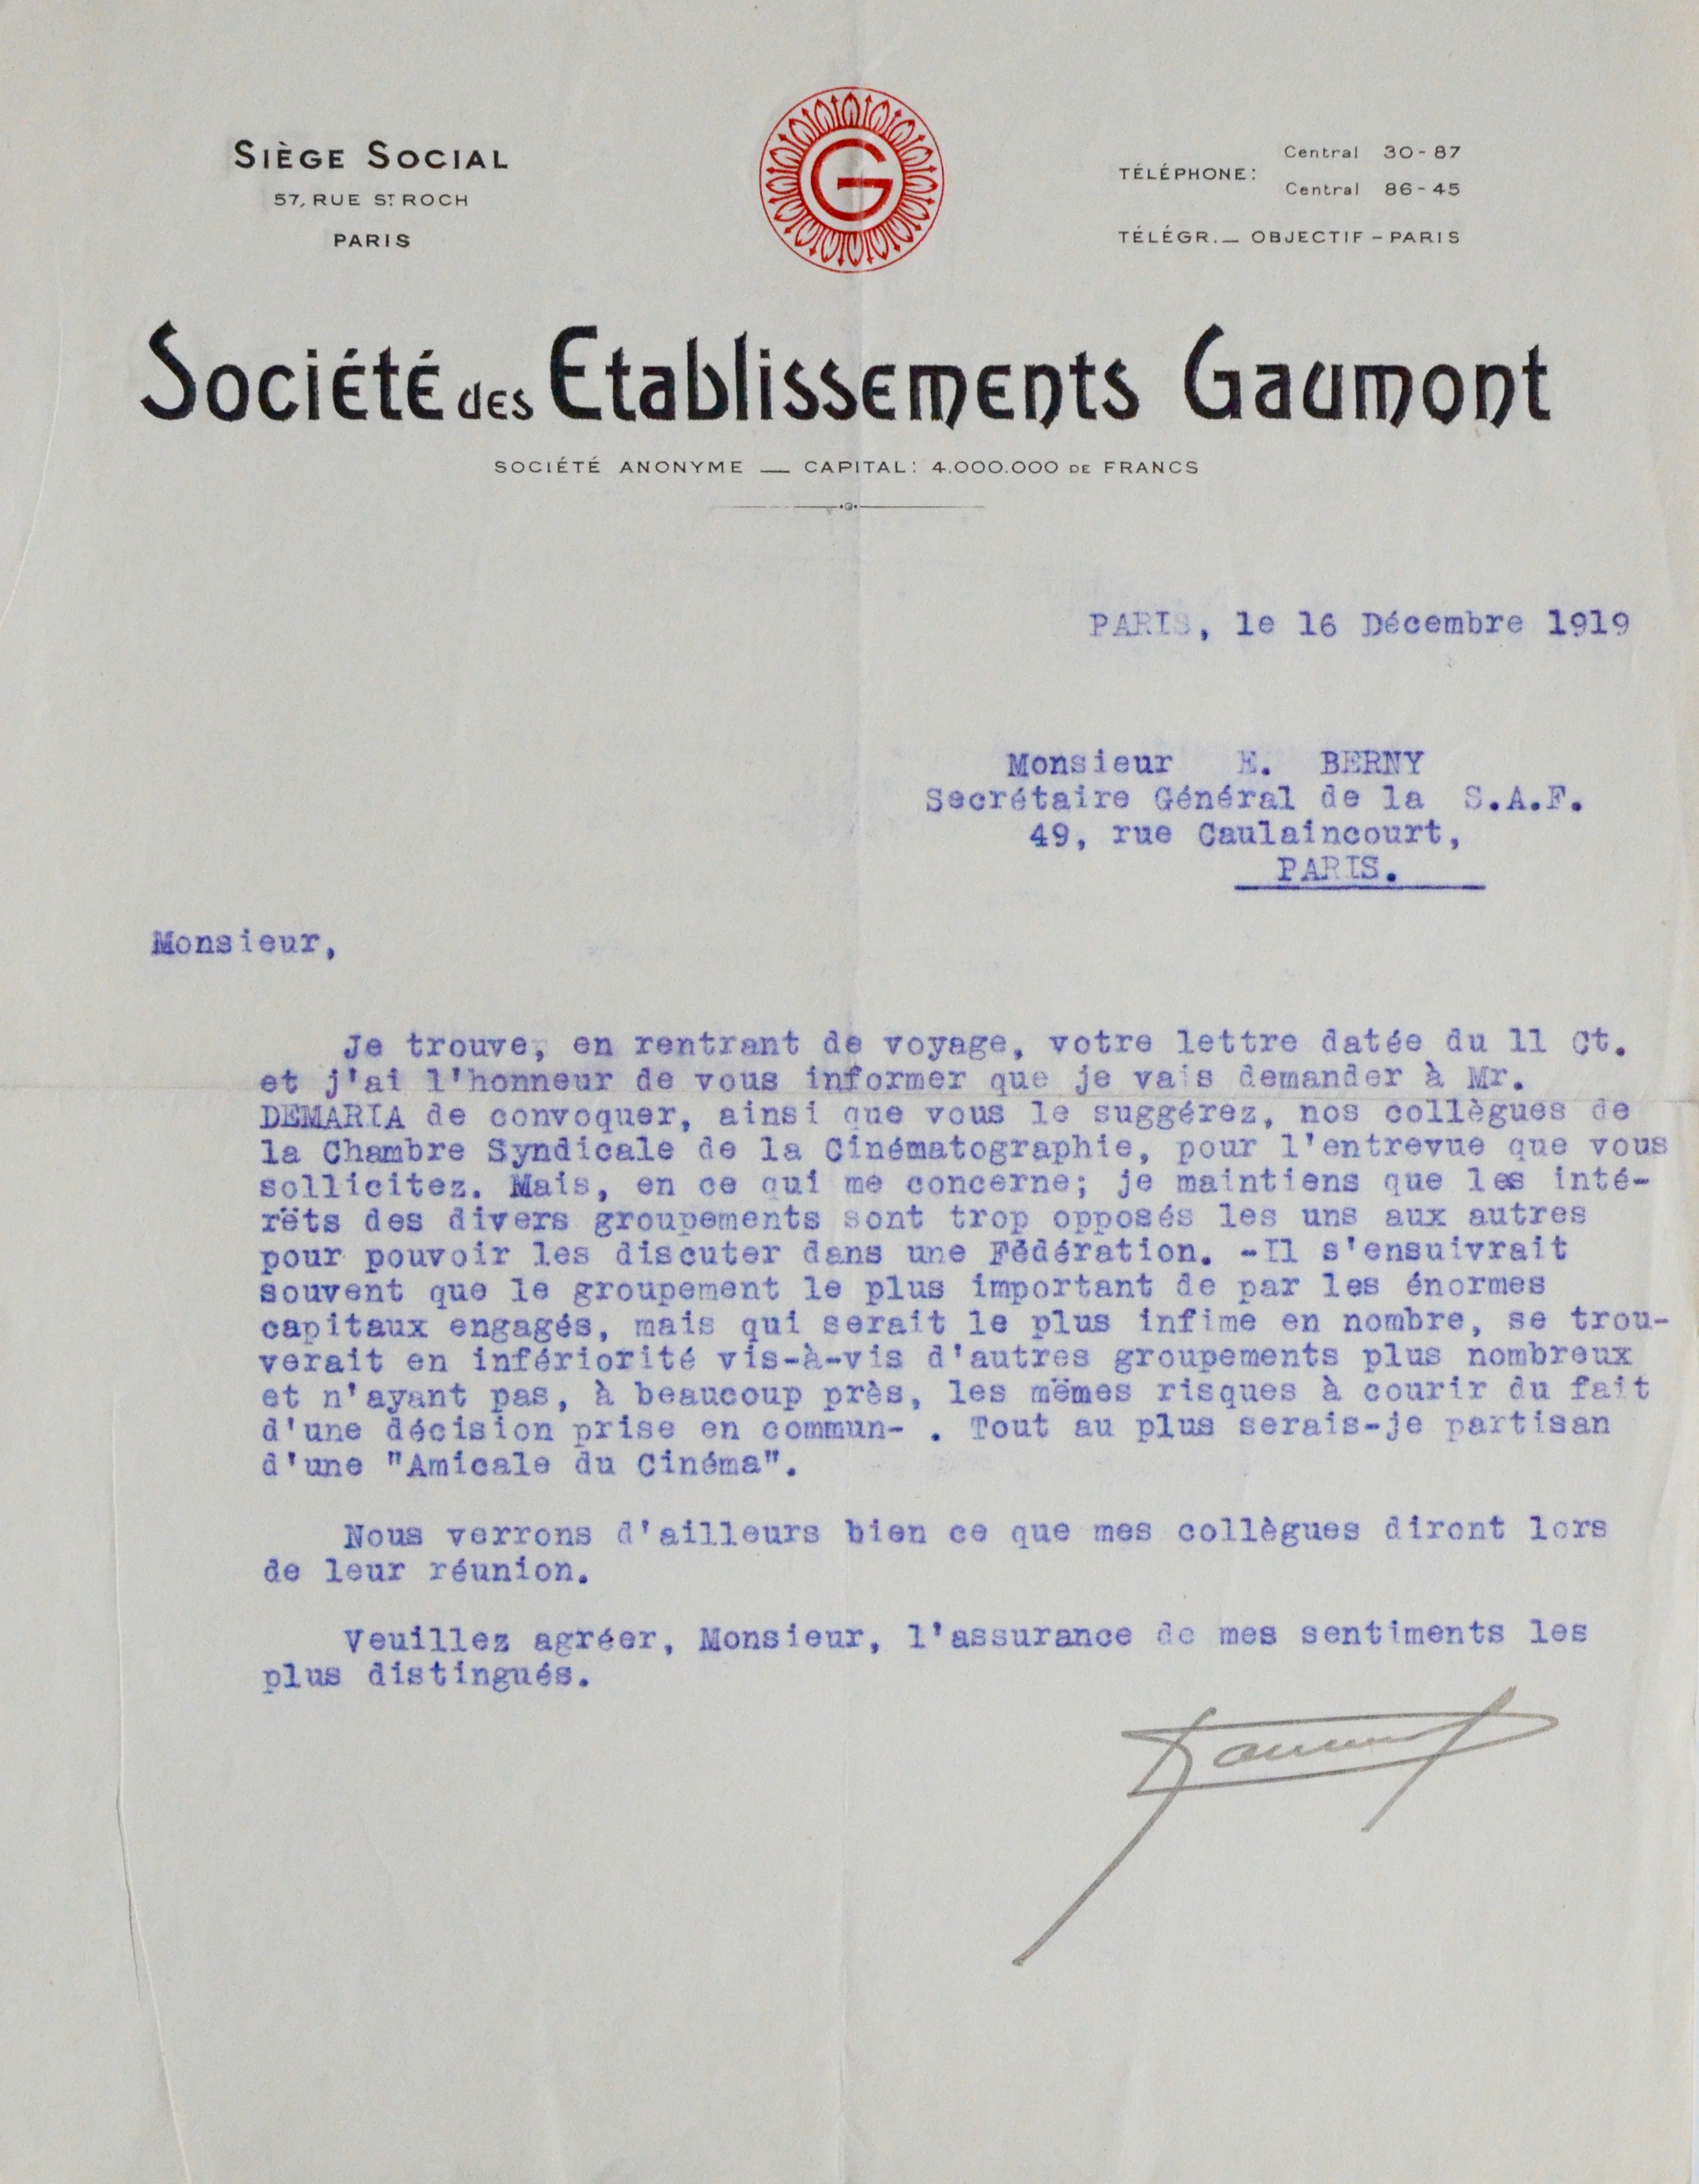 SIÈGE SOCIAL
57, RUE ST ROCH
PARIS
G
TÉLÉPHONE:
Central 30-87
Central 86-45
TÉLÉGR.— OBJECTIF - PARIS
Société des Etablissements Gaumont
SOCIÉTÉ ANONYME — CAPITAL: 4.000.000 DE FRANCS
PARIS, le 16 Décembre 1919
Monsieur E. BERNY
Secrétaire Général de la S.A.F.
49, rue Caulaincourt,
PARIS.
Monsieur,
Je trouve, en rentrant de voyage, votre lettre datée du 11 Ct.
et j'ai l'honneur de vous informer que je vais demander à Mr.
DEMARIA de convoquer, ainsi que vous le suggérez, nos collègues de
la Chambre Syndicale de la Cinématographie, pour l'entrevue que vous
sollicitez. Mais, en ce qui me concerne; je maintiens que les inté-
rëts des divers groupements sont trop opposés les uns aux autres
pour pouvoir les discuter dans une Fédération. -Il s'ensuivrait
souvent que le groupement le plus important de par les énormes
capitaux engagés, mais qui serait le plus infime en nombre, se trou-
verait en infériorité vis-à-vis d'autres groupements plus nombreux
et n'ayant pas, à beaucoup près, les mëmes risques à courir du fait
d'une décision prise en commun- . Tout au plus serais-je partisan
d'une "Amicale du Cinéma".
Nous verrons d'ailleurs bien ce que mes collègues diront lors
de leur réunion.
Veuillez agréer, Monsieur, l'assurance de mes sentiments les
plus distingués.
Gaumont